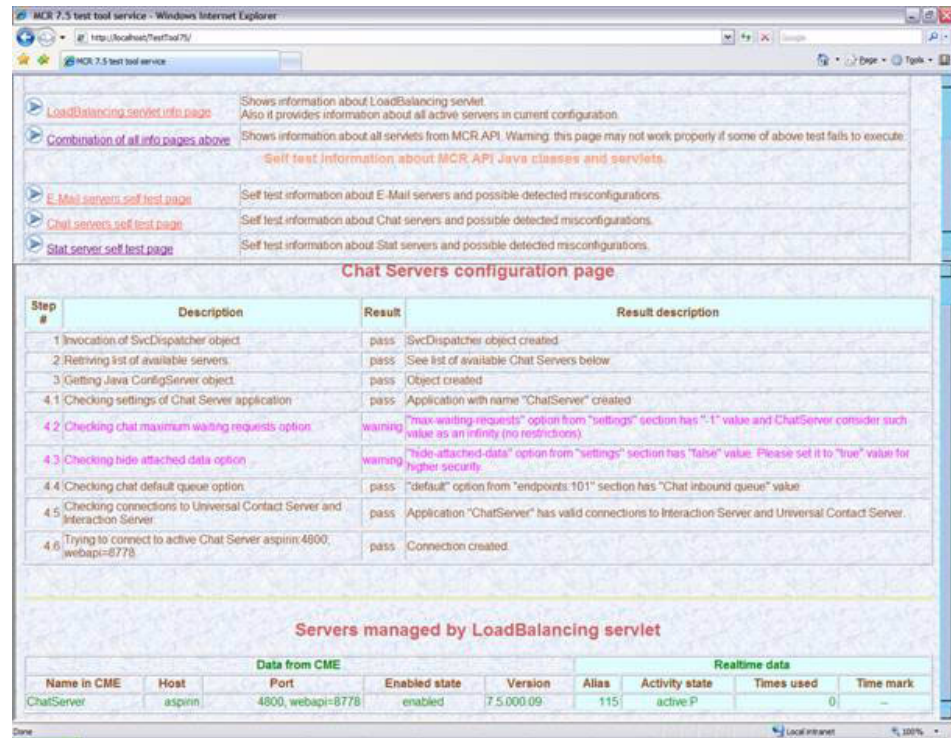 MCR 7.5 test tool service - Windows Internet Explorer
http://localhost/TestTool75/
Google
MCR 7.5 test tool service
Page
Tools
LoadBalancing servlet info page
Shows information about LoadBalancing servlet.
Also it provides information about all active servers in current configuration.
Combination of all info pages above
Shows information about all servlets from MCR API. Warning: this page may not work properly if some of above test fails to execute.
Self test information about MCR API Java classes and servlets.
E-Mail servers self test page
Self test information about E-Mail servers and possible detected misconfigurations.
Chat servers self test page
Self test information about Chat servers and possible detected misconfigurations.
Stat server self test page
Self test information about Stat servers and possible detected misconfigurations.
Chat Servers configuration page
Step # Description Result Result description
1 Invocation of SvcDispatcher object pass SvcDispatcher object created
2 Retriving list of available servers. pass See list of available Chat Servers below
3 Getting Java ConfigServer object. pass Object created
4.1 Checking settings of Chat Server application pass Application with name "ChatServer" created
4.2 Checking chat maximum waiting requests option. warning "max-waiting-requests" option from "settings" section has "-1" value and ChatServer consider such
value as an infinity (no restrictions).
4.3 Checking hide attached data option warning "hide-attached-data" option from "settings" section has "false" value. Please set it to "true" value for
higher security.
4.4 Checking chat default queue option. pass "default" option from "endpoints:101" section has "Chat inbound queue" value
4.5 Checking connections to Universal Contact Server and
Interaction Server pass Application "ChatServer" has valid connections to Interaction Server and Universal Contact Server.
4.6 Trying to connect to active Chat Server aspirin:4800,
webapi=8778. pass Connection created.
Servers managed by LoadBalancing servlet
Data from CME Realtime data
Name in CME Host Port Enabled state Version Alias Activity state Times used Time mark
ChatServer aspirin 4800, webapi=8778 enabled 7.5.000.09 115 active:P 0 --
Done
Local intranet
100%